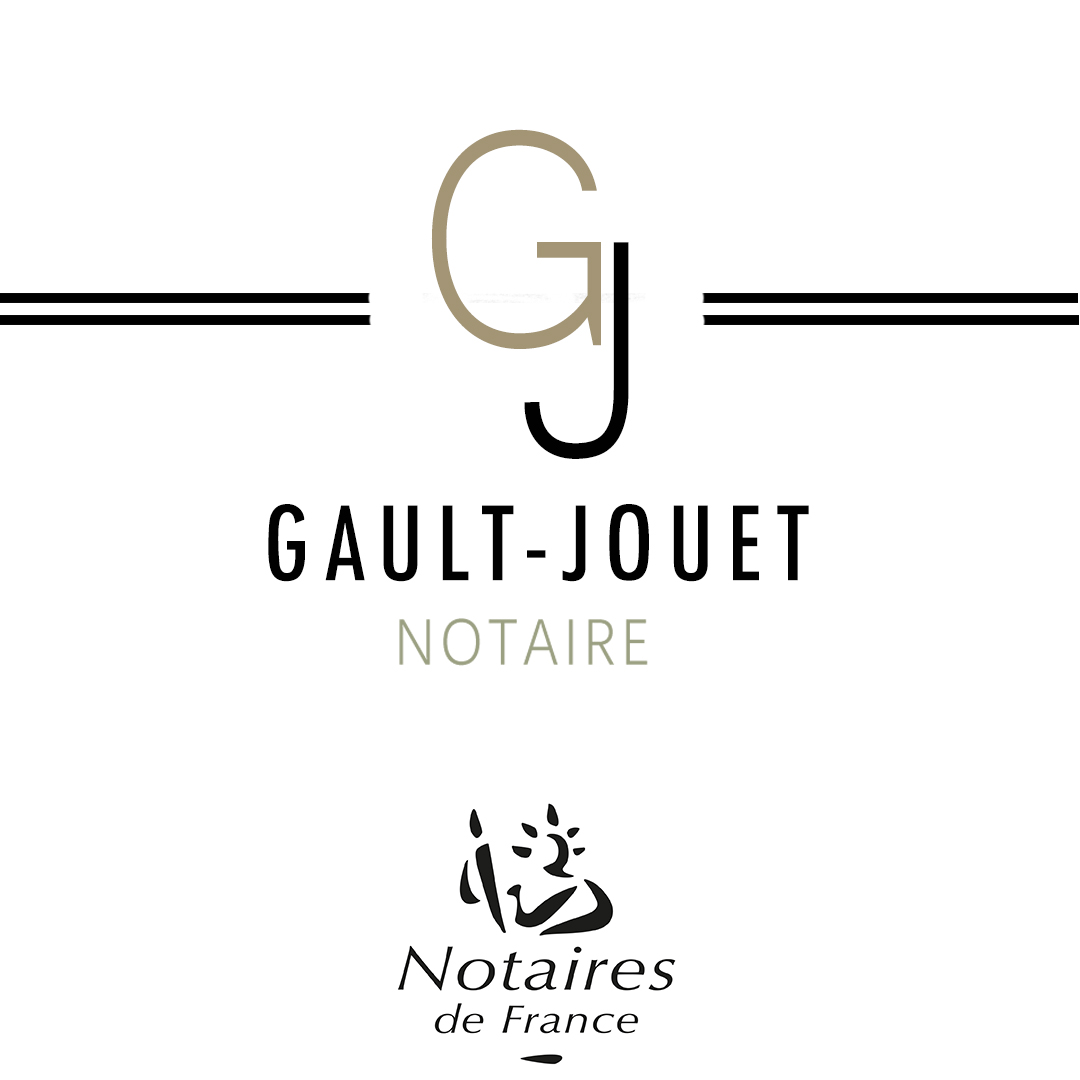 GJ
GAULT-JOUET
NOTAIRE
Notaires
de France